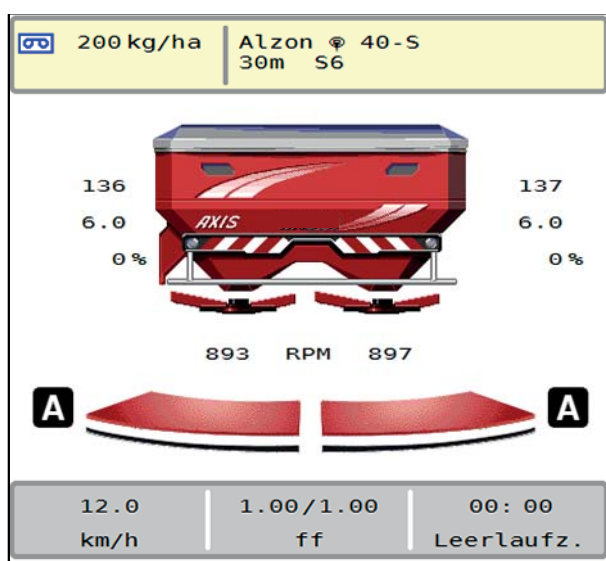 200 kg/ha
Alzon ® 40-S
30m S6
136
137
6.0
AXIS
6.0
0 %
0 %
893 RPM 897
A
A
12.0
1.00/1.00
00: 00
km/h
ff
Leerlaufz.